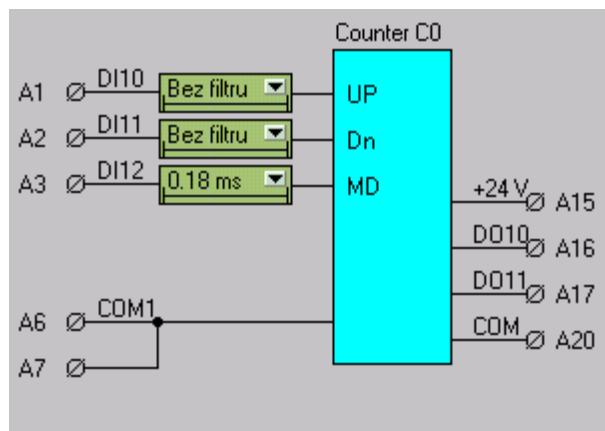 Counter C0
A1 DI10 Bez filtru UP
A2 DI11 Bez filtru Dn
A3 DI12 0.18 ms MD
+24 V A15
DO10 A16
DO11 A17
A6 COM1
COM A20
A7